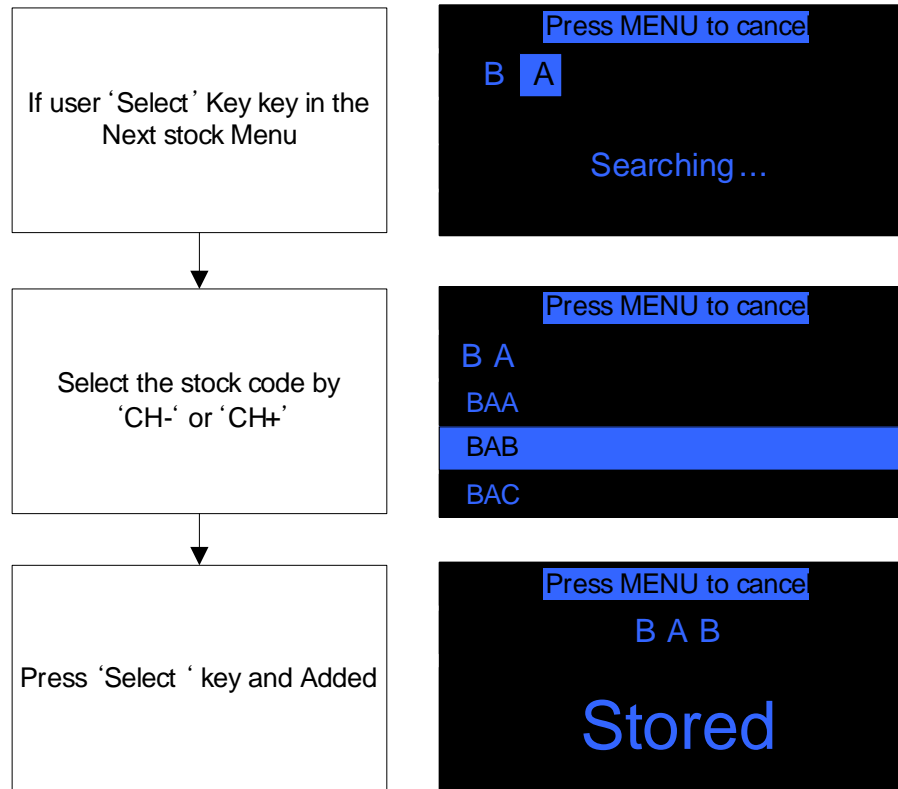 If user ‘Select’ Key key in the
Next stock Menu
Press MENU to cancel
B A
Searching...
Select the stock code by
‘CH-‘ or ‘CH+’
Press MENU to cancel
B A
BAA
BAB
BAC
Press ‘Select ‘ key and Added
Press MENU to cancel
B A B
Stored